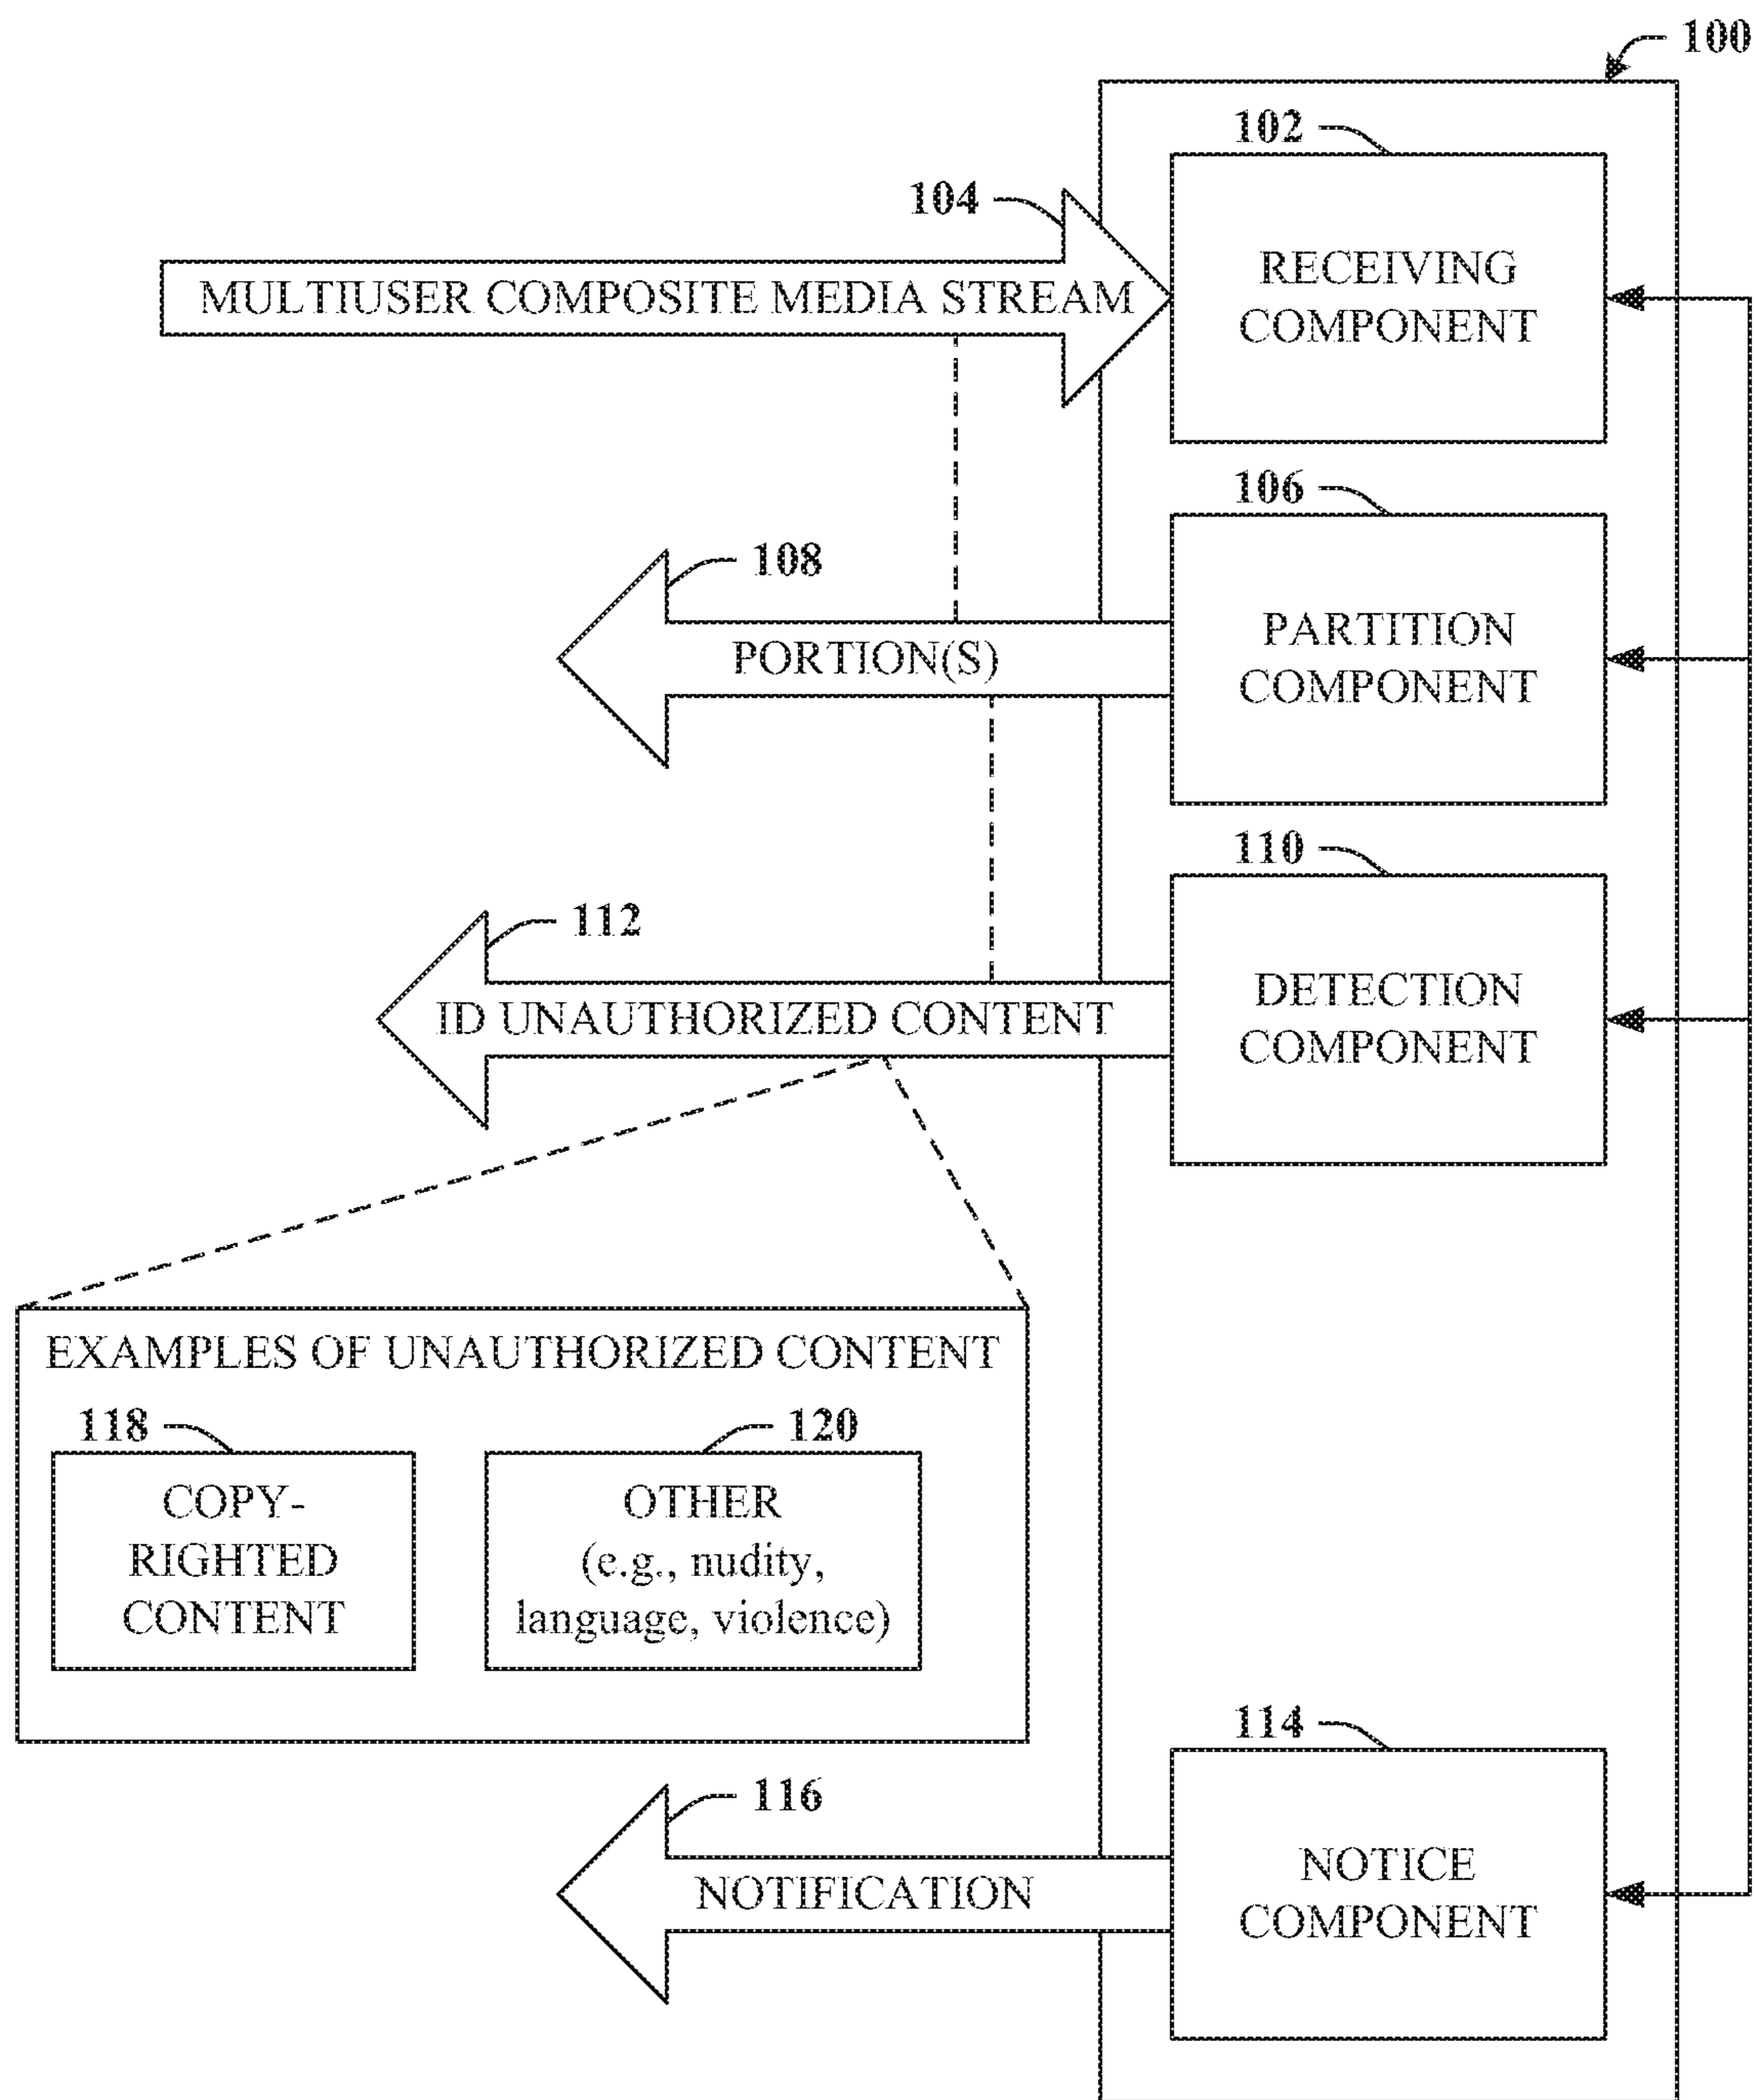 100
102
104
MULTIUSER COMPOSITE MEDIA STREAM
RECEIVING
COMPONENT
106
108
PORTION(S)
PARTITION
COMPONENT
110
112
ID UNAUTHORIZED CONTENT
DETECTION
COMPONENT
EXAMPLES OF UNAUTHORIZED CONTENT
118
COPY-
RIGHTED
CONTENT
120
OTHER
(e.g., nudity,
language, violence)
114
116
NOTIFICATION
NOTICE
COMPONENT